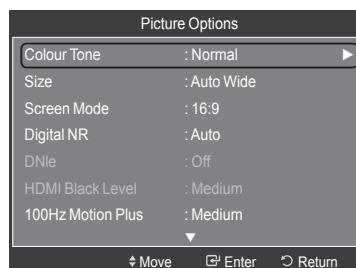 Picture Options
Colour Tone : Normal
Size : Auto Wide
Screen Mode : 16:9
Digital NR : Auto
DNIe : Off
HDMI Black Level : Medium
100Hz Motion Plus : Medium
Move Enter Return